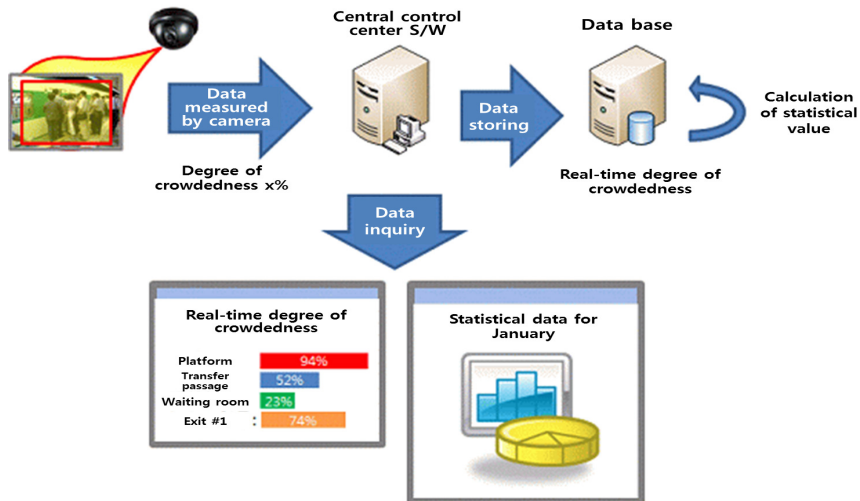 Central control
center S/W
Data base
Data
measured
by camera
Data
storing
Calculation
of statistical
value
Degree of
crowdedness x%
Real-time degree of
crowdedness
Data
inquiry
Real-time degree of
crowdedness
Platform 94%
Transfer
passage 52%
Waiting room 23%
Exit #1 : 74%
Statistical data for
January